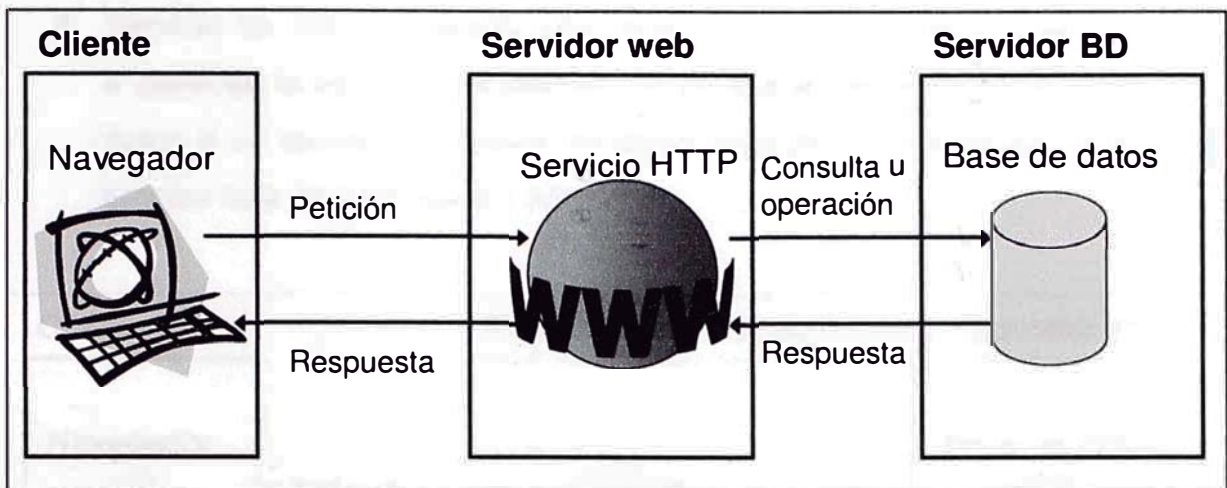 Cliente
Servidor web
Servidor BD
Navegador
Servicio HTTP
Base de datos
Petición
Consulta u
operación
WWW
Respuesta
Respuesta